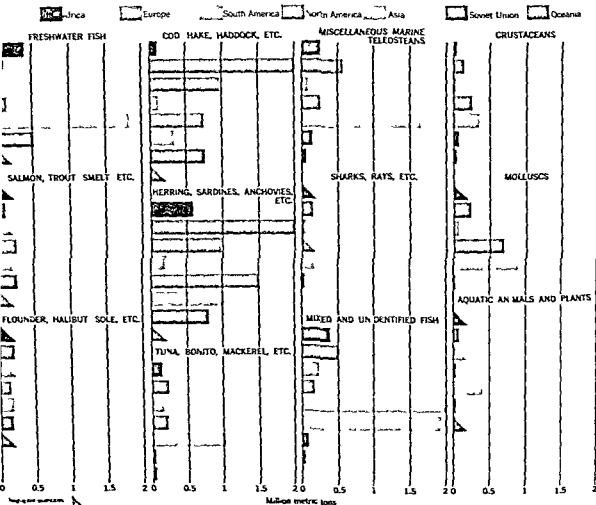 Africa Europe South America North America Asia Soviet Union Oceania
FRESHWATER FISH
COD HAKE, HADDOCK, ETC.
MISCELLANEOUS MARINE
TELEOSTEANS
CRUSTACEANS
SALMON, TROUT SMELT ETC.
HERRING, SARDINES, ANCHOVIES,
ETC.
SHARKS, RAYS, ETC.
MOLLUSCS
FLOUNDER, HALIBUT SOLE, ETC.
TUNA, BONITO, MACKEREL, ETC.
MIXED AND UNIDENTIFIED FISH
AQUATIC ANIMALS AND PLANTS
0 0.5 1 1.5 2 0 0.5 1 1.5 2 0 0.5 1 1.5 2 0 0.5 1 1.5 2
Million metric tons